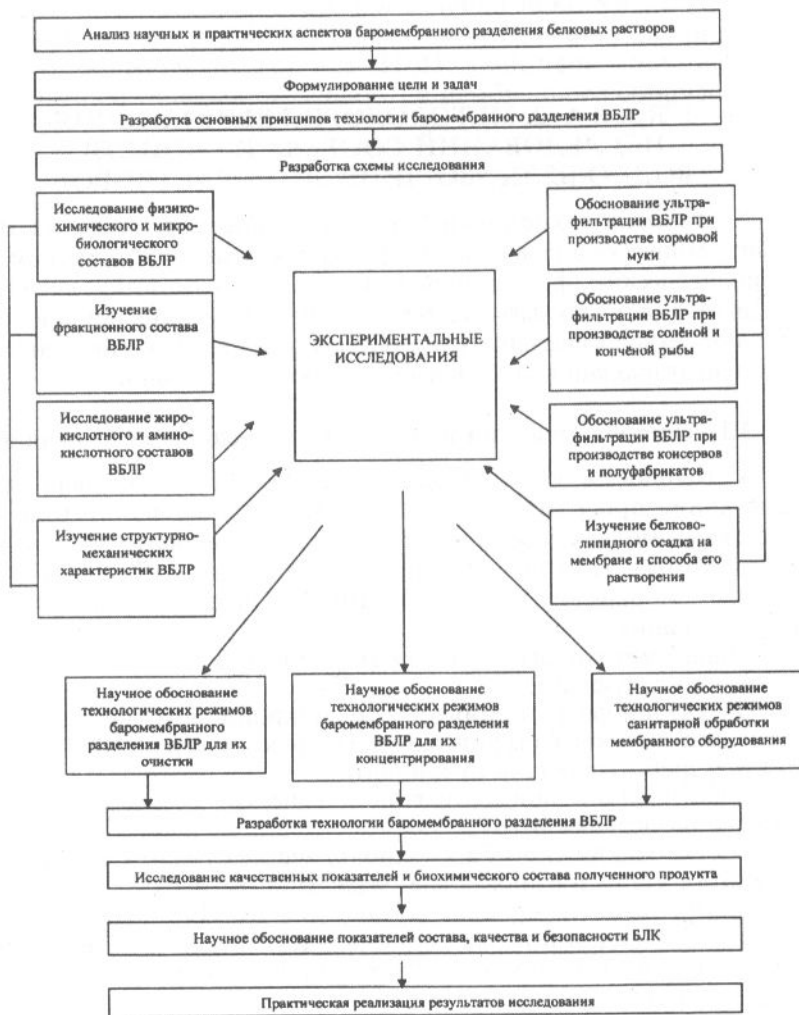 Анализ научных и практических аспектов баромембранного разделения белковых растворов
Формулирование цели и задач
Разработка основных принципов технологии баромембранного разделения ВБЛР
Разработка схемы исследования
Исследование физико-
химического и микро-
биологического
составов ВБЛР
Изучение
фракционного состава
ВБЛР
Исследование жирно-
кислотного и амино-
кислотного составов
ВБЛР
Изучение структурно-
механических
характеристик ВБЛР
ЭКСПЕРИМЕНТАЛЬНЫЕ
ИССЛЕДОВАНИЯ
Обоснование ультра-
фильтрации ВБЛР при
производстве кормовой
муки
Обоснование ультра-
фильтрации ВБЛР при
производстве солёной и
копчёной рыбы
Обоснование ультра-
фильтрации ВБЛР при
производстве консервов
и полуфабрикатов
Изучение белково-
липидного осадка на
мембране и способа его
растворения
Научное обоснование
технологических режимов
баромембранного
разделения ВБЛР для их
очистки
Научное обоснование
технологических режимов
баромембранного разделения
ВБЛР для их
концентрирования
Научное обоснование
технологических режимов
санитарной обработки
мембранного оборудования
Разработка технологии баромембранного разделения ВБЛР
Исследование качественных показателей и биохимического состава полученного продукта
Научное обоснование показателей состава, качества и безопасности БЛК
Практическая реализация результатов исследования